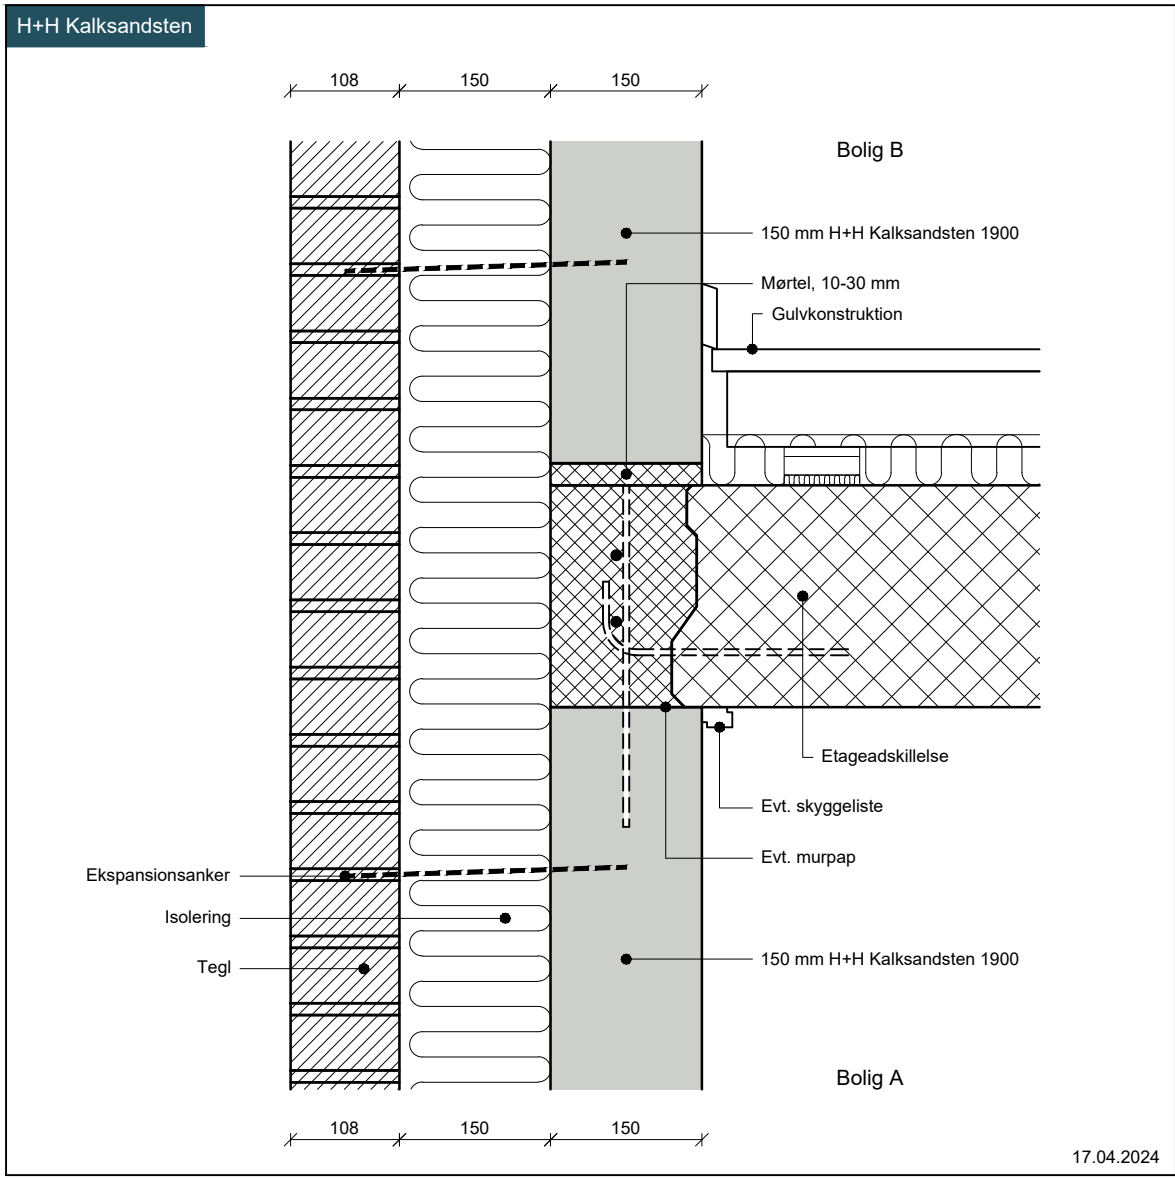 H+H Kalksandsten
108 150 150
Bolig B
150 mm H+H Kalksandsten 1900
Mørtel, 10-30 mm
Gulvkonstruktion
Etageadskillelse
Evt. skyggeliste
Evt. murpap
Ekspansionsanker
Isolering
Tegl
150 mm H+H Kalksandsten 1900
Bolig A
108 150 150
17.04.2024